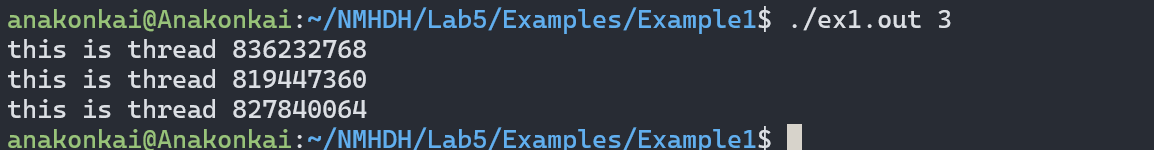 anakonkai@Anakonkai:~/NMHDH/Lab5/Examples/Example1$ ./ex1.out 3
this is thread 836232768
this is thread 819447360
this is thread 827840064
anakonkai@Anakonkai:~/NMHDH/Lab5/Examples/Example1$